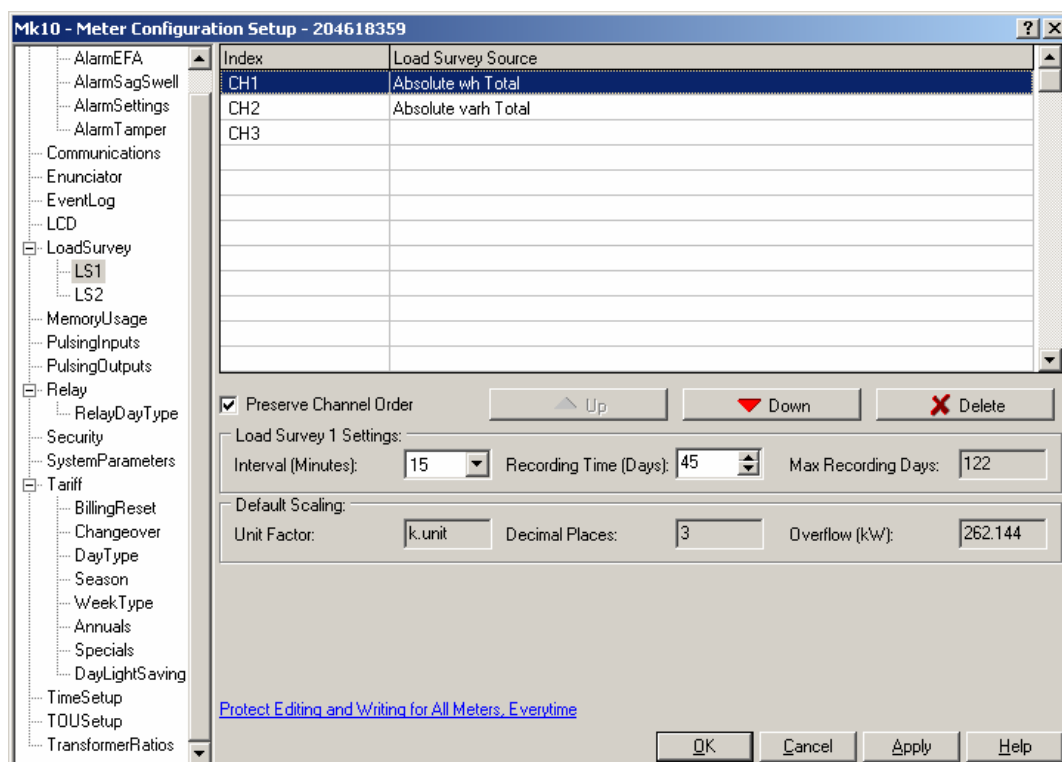 Mk10 - Meter Configuration Setup - 204618359
AlarmEFA
AlarmSagSwell
AlarmSettings
AlarmTamper
Communications
Enunciator
EventLog
LCD
LoadSurvey
LS1
LS2
MemoryUsage
PulsingInputs
PulsingOutputs
Relay
RelayDayType
Security
SystemParameters
Tariff
BillingReset
Changeover
DayType
Season
WeekType
Annuals
Specials
DayLightSaving
TimeSetup
TOUSetup
TransformerRatios
Index Load Survey Source
CH1 Absolute wh Total
CH2 Absolute varh Total
CH3
Preserve Channel Order Up Down Delete
Load Survey 1 Settings:
Interval (Minutes): 15 Recording Time (Days): 45 Max Recording Days: 122
Default Scaling:
Unit Factor: k.unit Decimal Places: 3 Overflow (kW): 262.144
Protect Editing and Writing for All Meters, Everytime
OK Cancel Apply Help